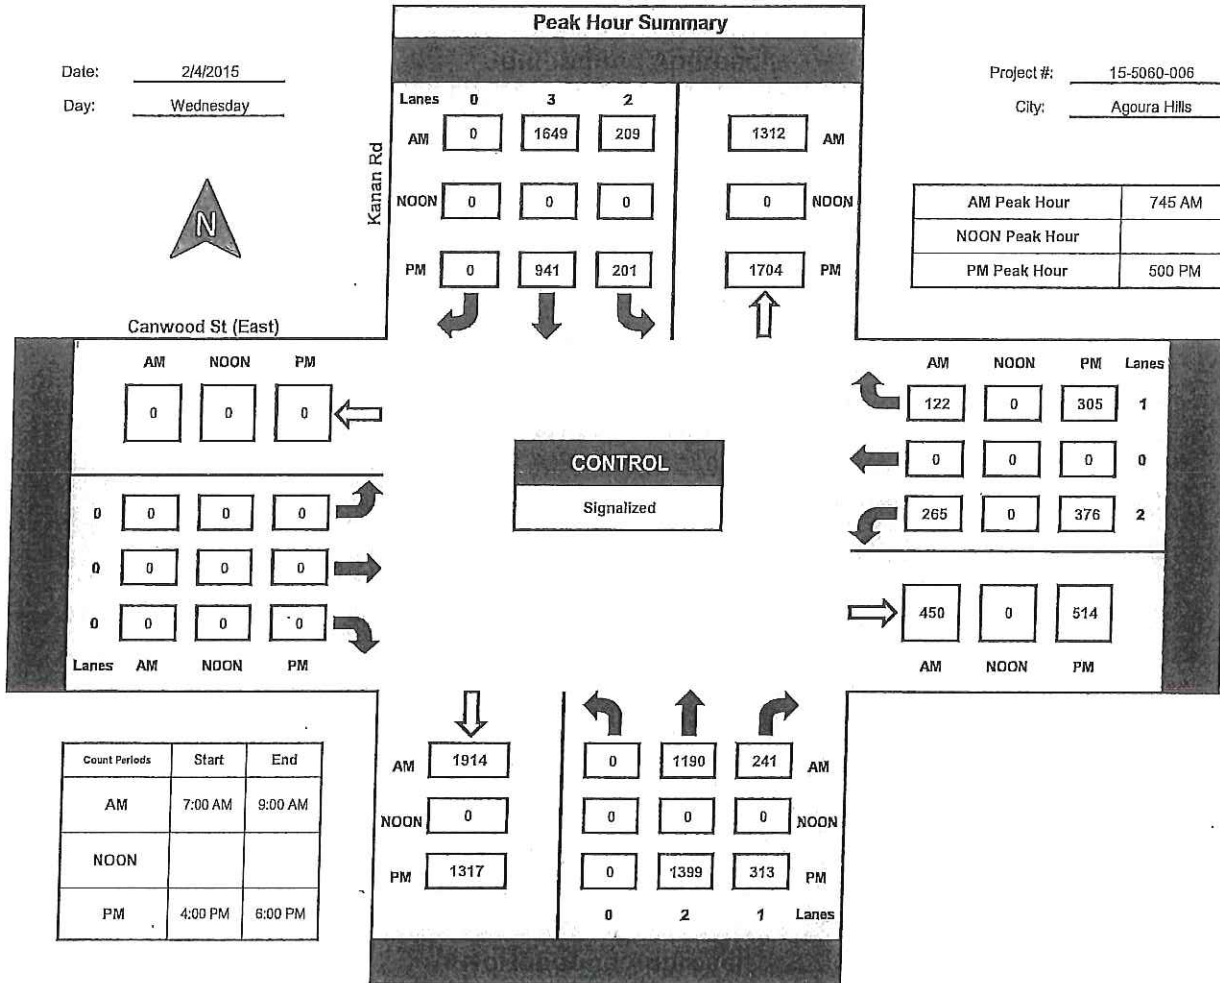 Peak Hour Summary
Date: 2/4/2015
Day: Wednesday
Project #: 15-5060-006
City: Agoura Hills
Kanan Rd
Lanes 0 3 2
AM 0 1649 209 1312 AM
NOON 0 0 0 0 NOON
PM 0 941 201 1704 PM
N
AM Peak Hour 745 AM
NOON Peak Hour
PM Peak Hour 500 PM
Canwood St (East)
AM NOON PM
0 0 0
0 0 0 0
0 0 0 0
0 0 0 0
Lanes AM NOON PM
CONTROL
Signalized
AM NOON PM Lanes
122 0 305 1
0 0 0 0
265 0 376 2
450 0 514
AM NOON PM
Count Periods Start End
AM 7:00 AM 9:00 AM
NOON
PM 4:00 PM 6:00 PM
AM 1914 0 1190 241 AM
NOON 0 0 0 0 NOON
PM 1317 0 1399 313 PM
0 2 1 Lanes